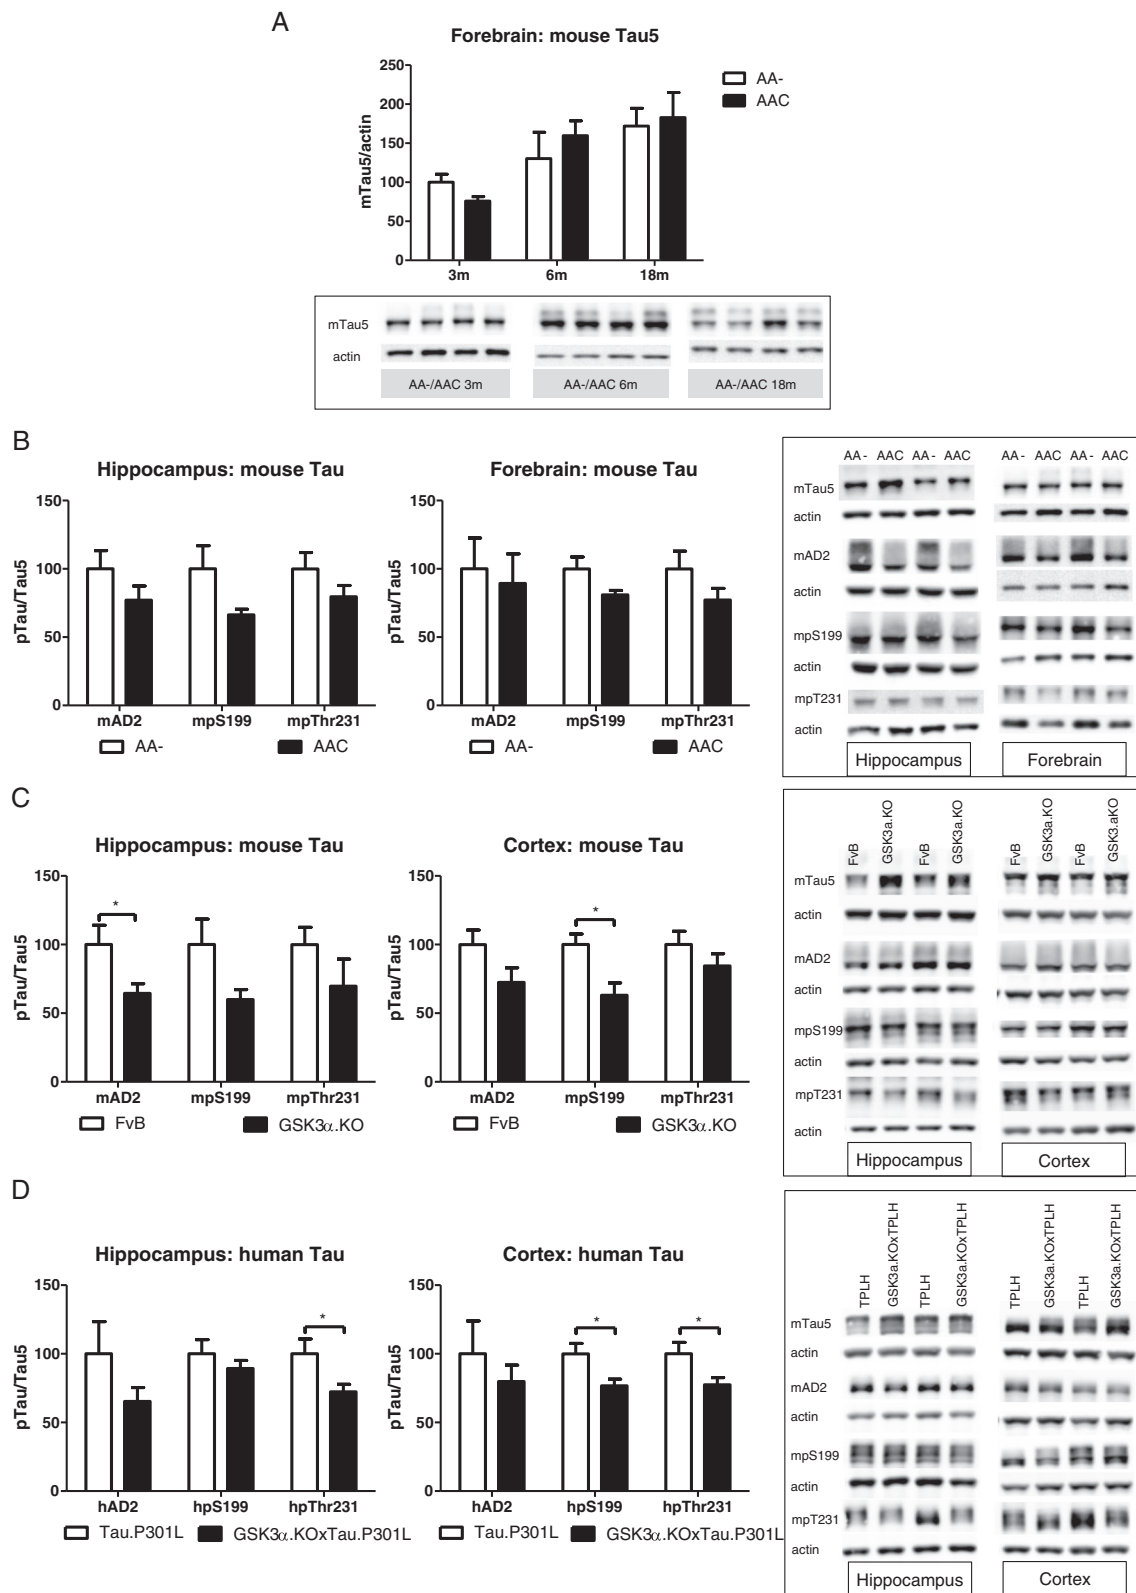 A
Forebrain: mouse Tau5
mTau5/actin
250
200
150
100
50
0
3m
6m
18m
AA-
AAC
mTau5
actin
AA-/AAC 3m
AA-/AAC 6m
AA-/AAC 18m
B
Hippocampus: mouse Tau
pTau/Tau5
150
100
50
0
mAD2
mpS199
mpThr231
AA-
AAC
Forebrain: mouse Tau
pTau/Tau5
150
100
50
0
mAD2
mpS199
mpThr231
AA-
AAC
AA- AAC AA- AAC
AA- AAC AA- AAC
mTau5
actin
mAD2
actin
mpS199
actin
mpT231
actin
Hippocampus
Forebrain
C
Hippocampus: mouse Tau
pTau/Tau5
150
100
50
0
*
mAD2
mpS199
mpThr231
FvB
GSK3α.KO
Cortex: mouse Tau
pTau/Tau5
150
100
50
0
*
mAD2
mpS199
mpThr231
FvB
GSK3α.KO
FvB
GSK3a.KO
FvB
GSK3a.KO
FvB
GSK3a.KO
FvB
GSK3.aKO
mTau5
actin
mAD2
actin
mpS199
actin
mpT231
actin
Hippocampus
Cortex
D
Hippocampus: human Tau
pTau/Tau5
150
100
50
0
*
hAD2
hpS199
hpThr231
Tau.P301L
GSK3α.KOxTau.P301L
Cortex: human Tau
pTau/Tau5
150
100
50
0
*
*
hAD2
hpS199
hpThr231
Tau.P301L
GSK3α.KOxTau.P301L
TPLH
GSK3a.KOxTPLH
TPLH
GSK3a.KOxTPLH
TPLH
GSK3a.KOxTPLH
TPLH
GSK3a.KOxTPLH
mTau5
actin
mAD2
actin
mpS199
actin
mpT231
actin
Hippocampus
Cortex